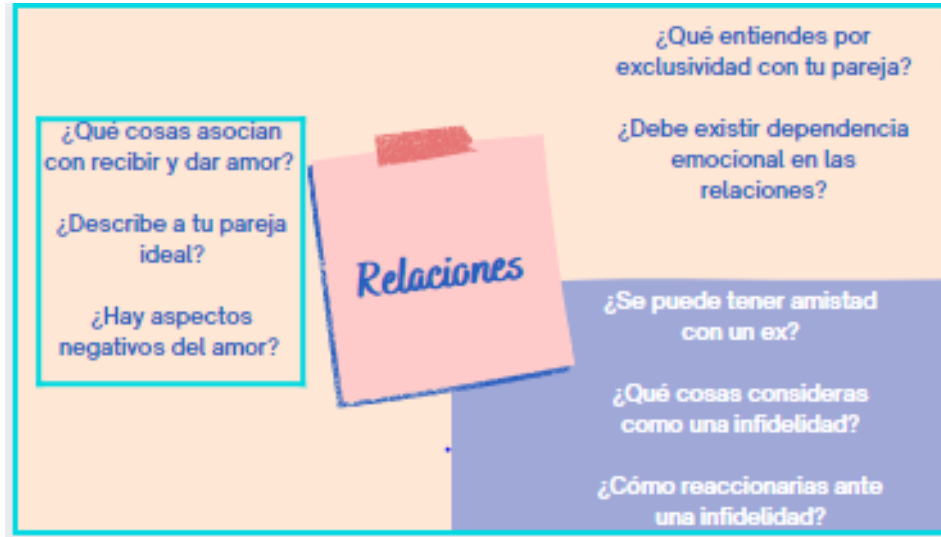 ¿Qué cosas asocian
con recibir y dar amor?
¿Describe a tu pareja
ideal?
¿Hay aspectos
negativos del amor?
Relaciones
¿Qué entiendes por
exclusividad con tu pareja?
¿Debe existir dependencia
emocional en las
relaciones?
¿Se puede tener amistad
con un ex?
¿Qué cosas consideras
como una infidelidad?
¿Cómo reaccionarias ante
una infidelidad?